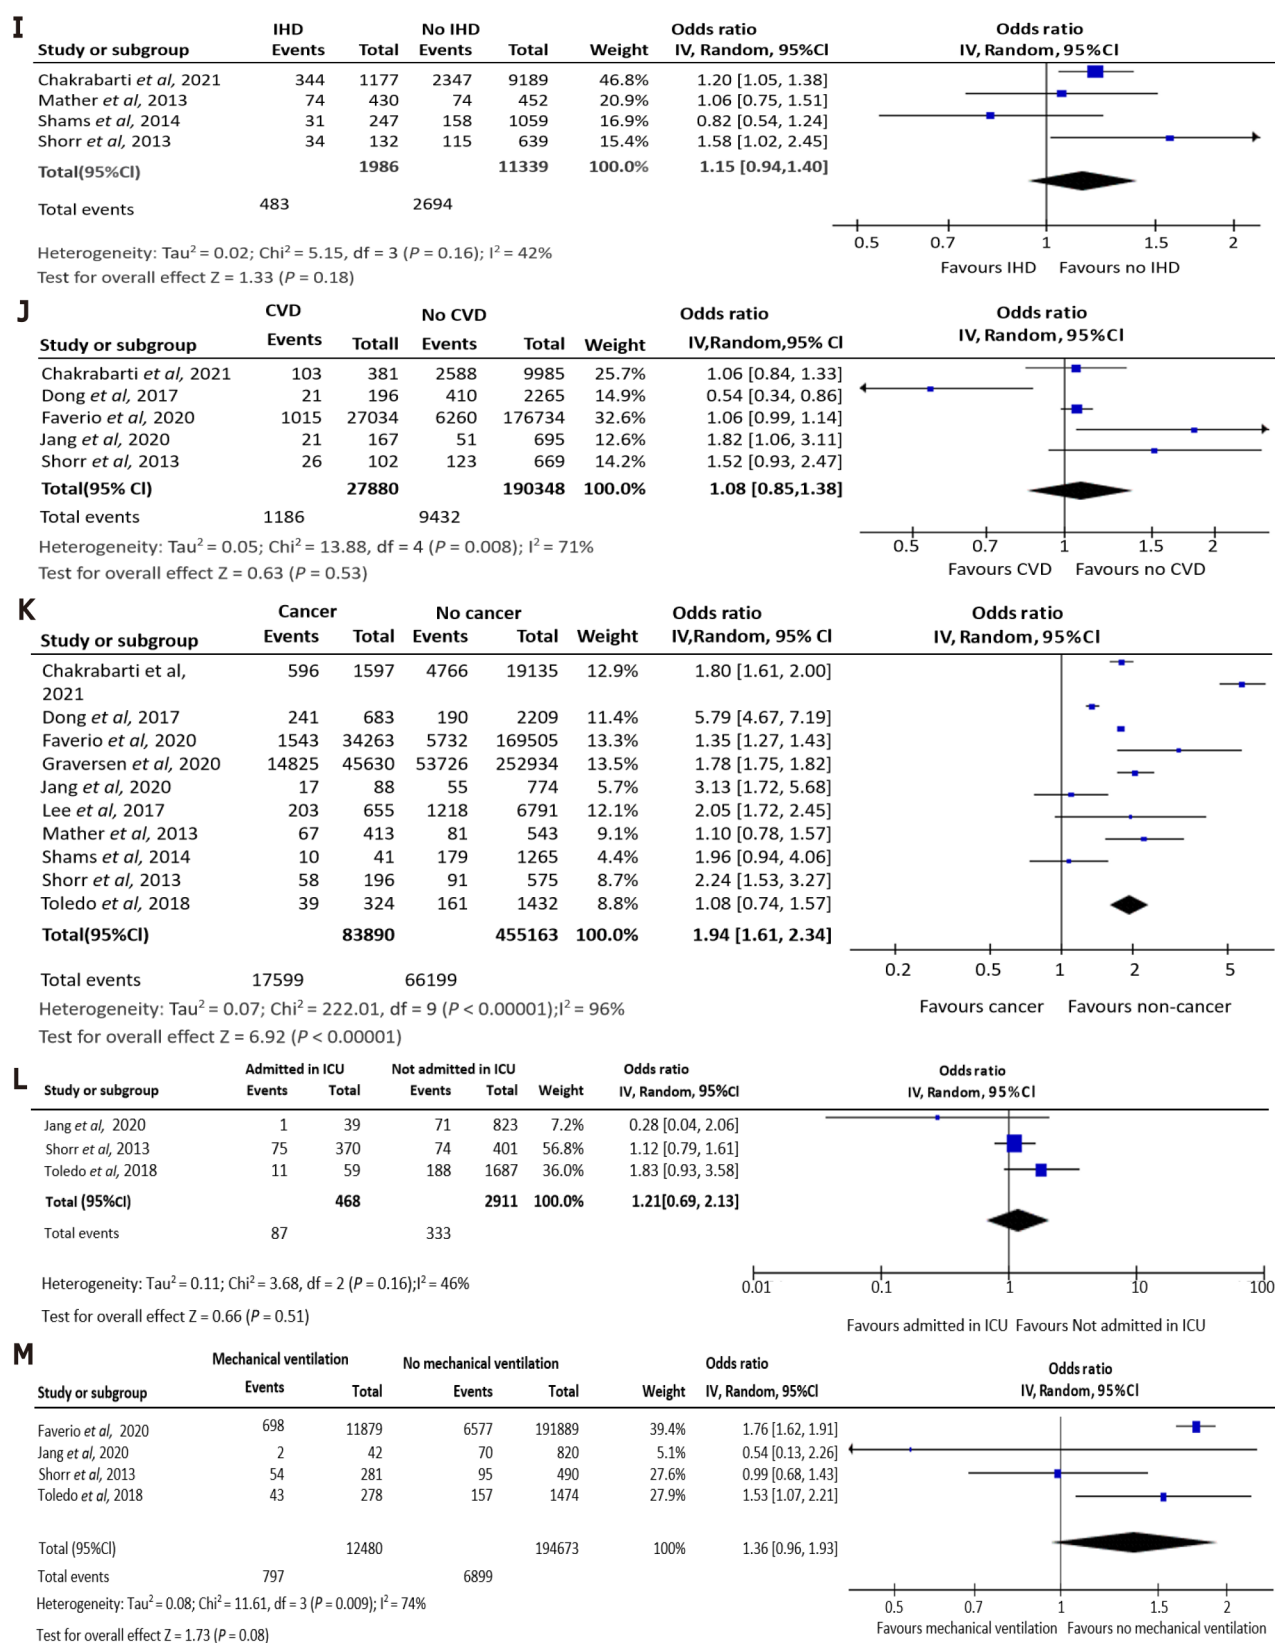 I
IHD No IHD Odds ratio Odds ratio
Study or subgroup Events Total Events Total Weight IV, Random, 95%Cl IV, Random, 95%Cl
Chakrabarti et al, 2021 344 1177 2347 9189 46.8% 1.20 [1.05, 1.38]
Mather et al, 2013 74 430 74 452 20.9% 1.06 [0.75, 1.51]
Shams et al, 2014 31 247 158 1059 16.9% 0.82 [0.54, 1.24]
Shorr et al, 2013 34 132 115 639 15.4% 1.58 [1.02, 2.45]
Total(95%Cl) 1986 11339 100.0% 1.15 [0.94,1.40]
Total events 483 2694
0.5 0.7 1 1.5 2
Heterogeneity: Tau² = 0.02; Chi² = 5.15, df = 3 (P = 0.16); I² = 42%
Favours IHD Favours no IHD
Test for overall effect Z = 1.33 (P = 0.18)
J
CVD No CVD Odds ratio Odds ratio
Study or subgroup Events Totall Events Total Weight IV,Random,95% Cl IV, Random, 95%Cl
Chakrabarti et al, 2021 103 381 2588 9985 25.7% 1.06 [0.84, 1.33]
Dong et al, 2017 21 196 410 2265 14.9% 0.54 [0.34, 0.86]
Faverio et al, 2020 1015 27034 6260 176734 32.6% 1.06 [0.99, 1.14]
Jang et al, 2020 21 167 51 695 12.6% 1.82 [1.06, 3.11]
Shorr et al, 2013 26 102 123 669 14.2% 1.52 [0.93, 2.47]
Total(95% Cl) 27880 190348 100.0% 1.08 [0.85,1.38]
Total events 1186 9432
Heterogeneity: Tau² = 0.05; Chi² = 13.88, df = 4 (P = 0.008); I² = 71%
0.5 0.7 1 1.5 2
Test for overall effect Z = 0.63 (P = 0.53)
Favours CVD Favours no CVD
K
Cancer No cancer Odds ratio Odds ratio
Study or subgroup Events Total Events Total Weight IV,Random, 95% Cl IV, Random, 95%Cl
Chakrabarti et al, 596 1597 4766 19135 12.9% 1.80 [1.61, 2.00]
2021
Dong et al, 2017 241 683 190 2209 11.4% 5.79 [4.67, 7.19]
Faverio et al, 2020 1543 34263 5732 169505 13.3% 1.35 [1.27, 1.43]
Graversen et al, 2020 14825 45630 53726 252934 13.5% 1.78 [1.75, 1.82]
Jang et al, 2020 17 88 55 774 5.7% 3.13 [1.72, 5.68]
Lee et al, 2017 203 655 1218 6791 12.1% 2.05 [1.72, 2.45]
Mather et al, 2013 67 413 81 543 9.1% 1.10 [0.78, 1.57]
Shams et al, 2014 10 41 179 1265 4.4% 1.96 [0.94, 4.06]
Shorr et al, 2013 58 196 91 575 8.7% 2.24 [1.53, 3.27]
Toledo et al, 2018 39 324 161 1432 8.8% 1.08 [0.74, 1.57]
Total(95%Cl) 83890 455163 100.0% 1.94 [1.61, 2.34]
0.2 0.5 1 2 5
Total events 17599 66199
Heterogeneity: Tau² = 0.07; Chi² = 222.01, df = 9 (P < 0.00001);I² = 96%
Favours cancer Favours non-cancer
Test for overall effect Z = 6.92 (P < 0.00001)
L
Admitted in ICU Not admitted in ICU Odds ratio Odds ratio
Study or subgroup Events Total Events Total Weight IV, Random, 95%Cl IV, Random, 95%Cl
Jang et al, 2020 1 39 71 823 7.2% 0.28 [0.04, 2.06]
Shorr et al, 2013 75 370 74 401 56.8% 1.12 [0.79, 1.61]
Toledo et al, 2018 11 59 188 1687 36.0% 1.83 [0.93, 3.58]
Total (95%Cl) 468 2911 100.0% 1.21[0.69, 2.13]
Total events 87 333
Heterogeneity: Tau² = 0.11; Chi² = 3.68, df = 2 (P = 0.16);I² = 46%
0.01 0.1 1 10 100
Test for overall effect Z = 0.66 (P = 0.51)
Favours admitted in ICU Favours Not admitted in ICU
M
Mechanical ventilation No mechanical ventilation Odds ratio Odds ratio
Study or subgroup Events Total Events Total Weight IV, Random, 95%Cl IV, Random, 95%Cl
Faverio et al, 2020 698 11879 6577 191889 39.4% 1.76 [1.62, 1.91]
Jang et al, 2020 2 42 70 820 5.1% 0.54 [0.13, 2.26]
Shorr et al, 2013 54 281 95 490 27.6% 0.99 [0.68, 1.43]
Toledo et al, 2018 43 278 157 1474 27.9% 1.53 [1.07, 2.21]
Total (95%Cl) 12480 194673 100% 1.36 [0.96, 1.93]
Total events 797 6899
Heterogeneity: Tau² = 0.08; Chi² = 11.61, df = 3 (P = 0.009); I² = 74%
0.5 0.7 1 1.5 2
Favours mechanical ventilation Favours no mechanical ventilation
Test for overall effect Z = 1.73 (P = 0.08)